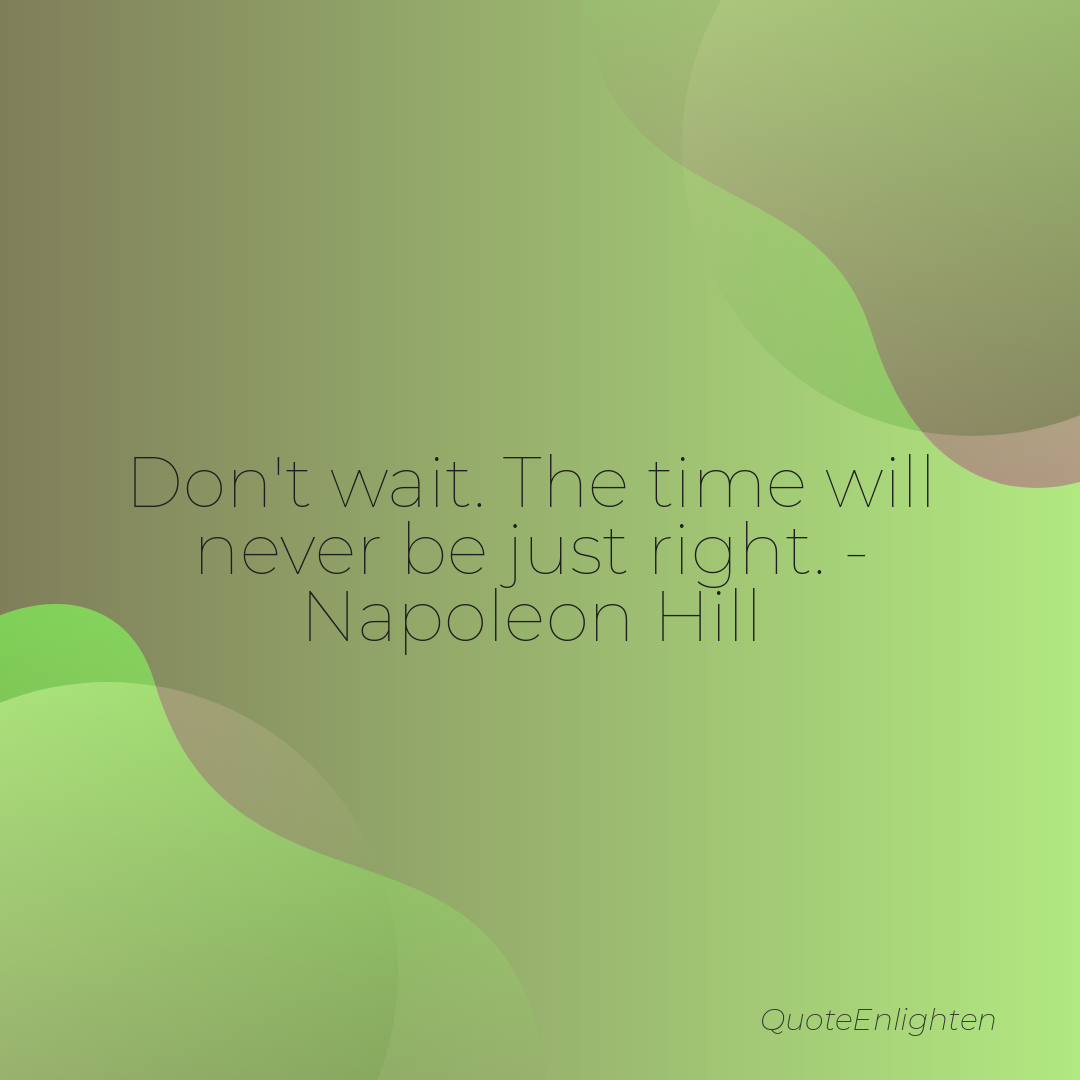 Don't wait. The time will
never be just right. -
Napoleon Hill
QuoteEnlighten